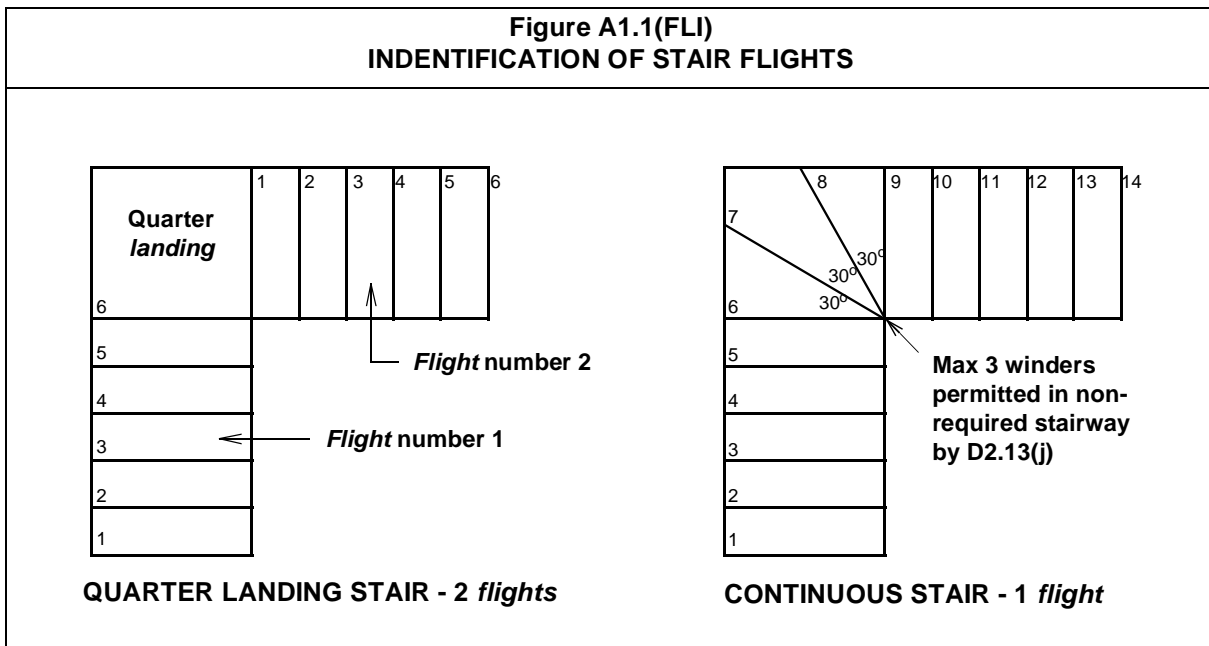 Figure A1.1(FLI)
INDENTIFICATION OF STAIR FLIGHTS
Quarter
landing
1 2 3 4 5 6
6
5
4
3
2
1
Flight number 2
Flight number 1
QUARTER LANDING STAIR - 2 flights
8 9 10 11 12 13 14
7
30º
30º
30º
6
5
4
3
2
1
Max 3 winders
permitted in non-
required stairway
by D2.13(j)
CONTINUOUS STAIR - 1 flight